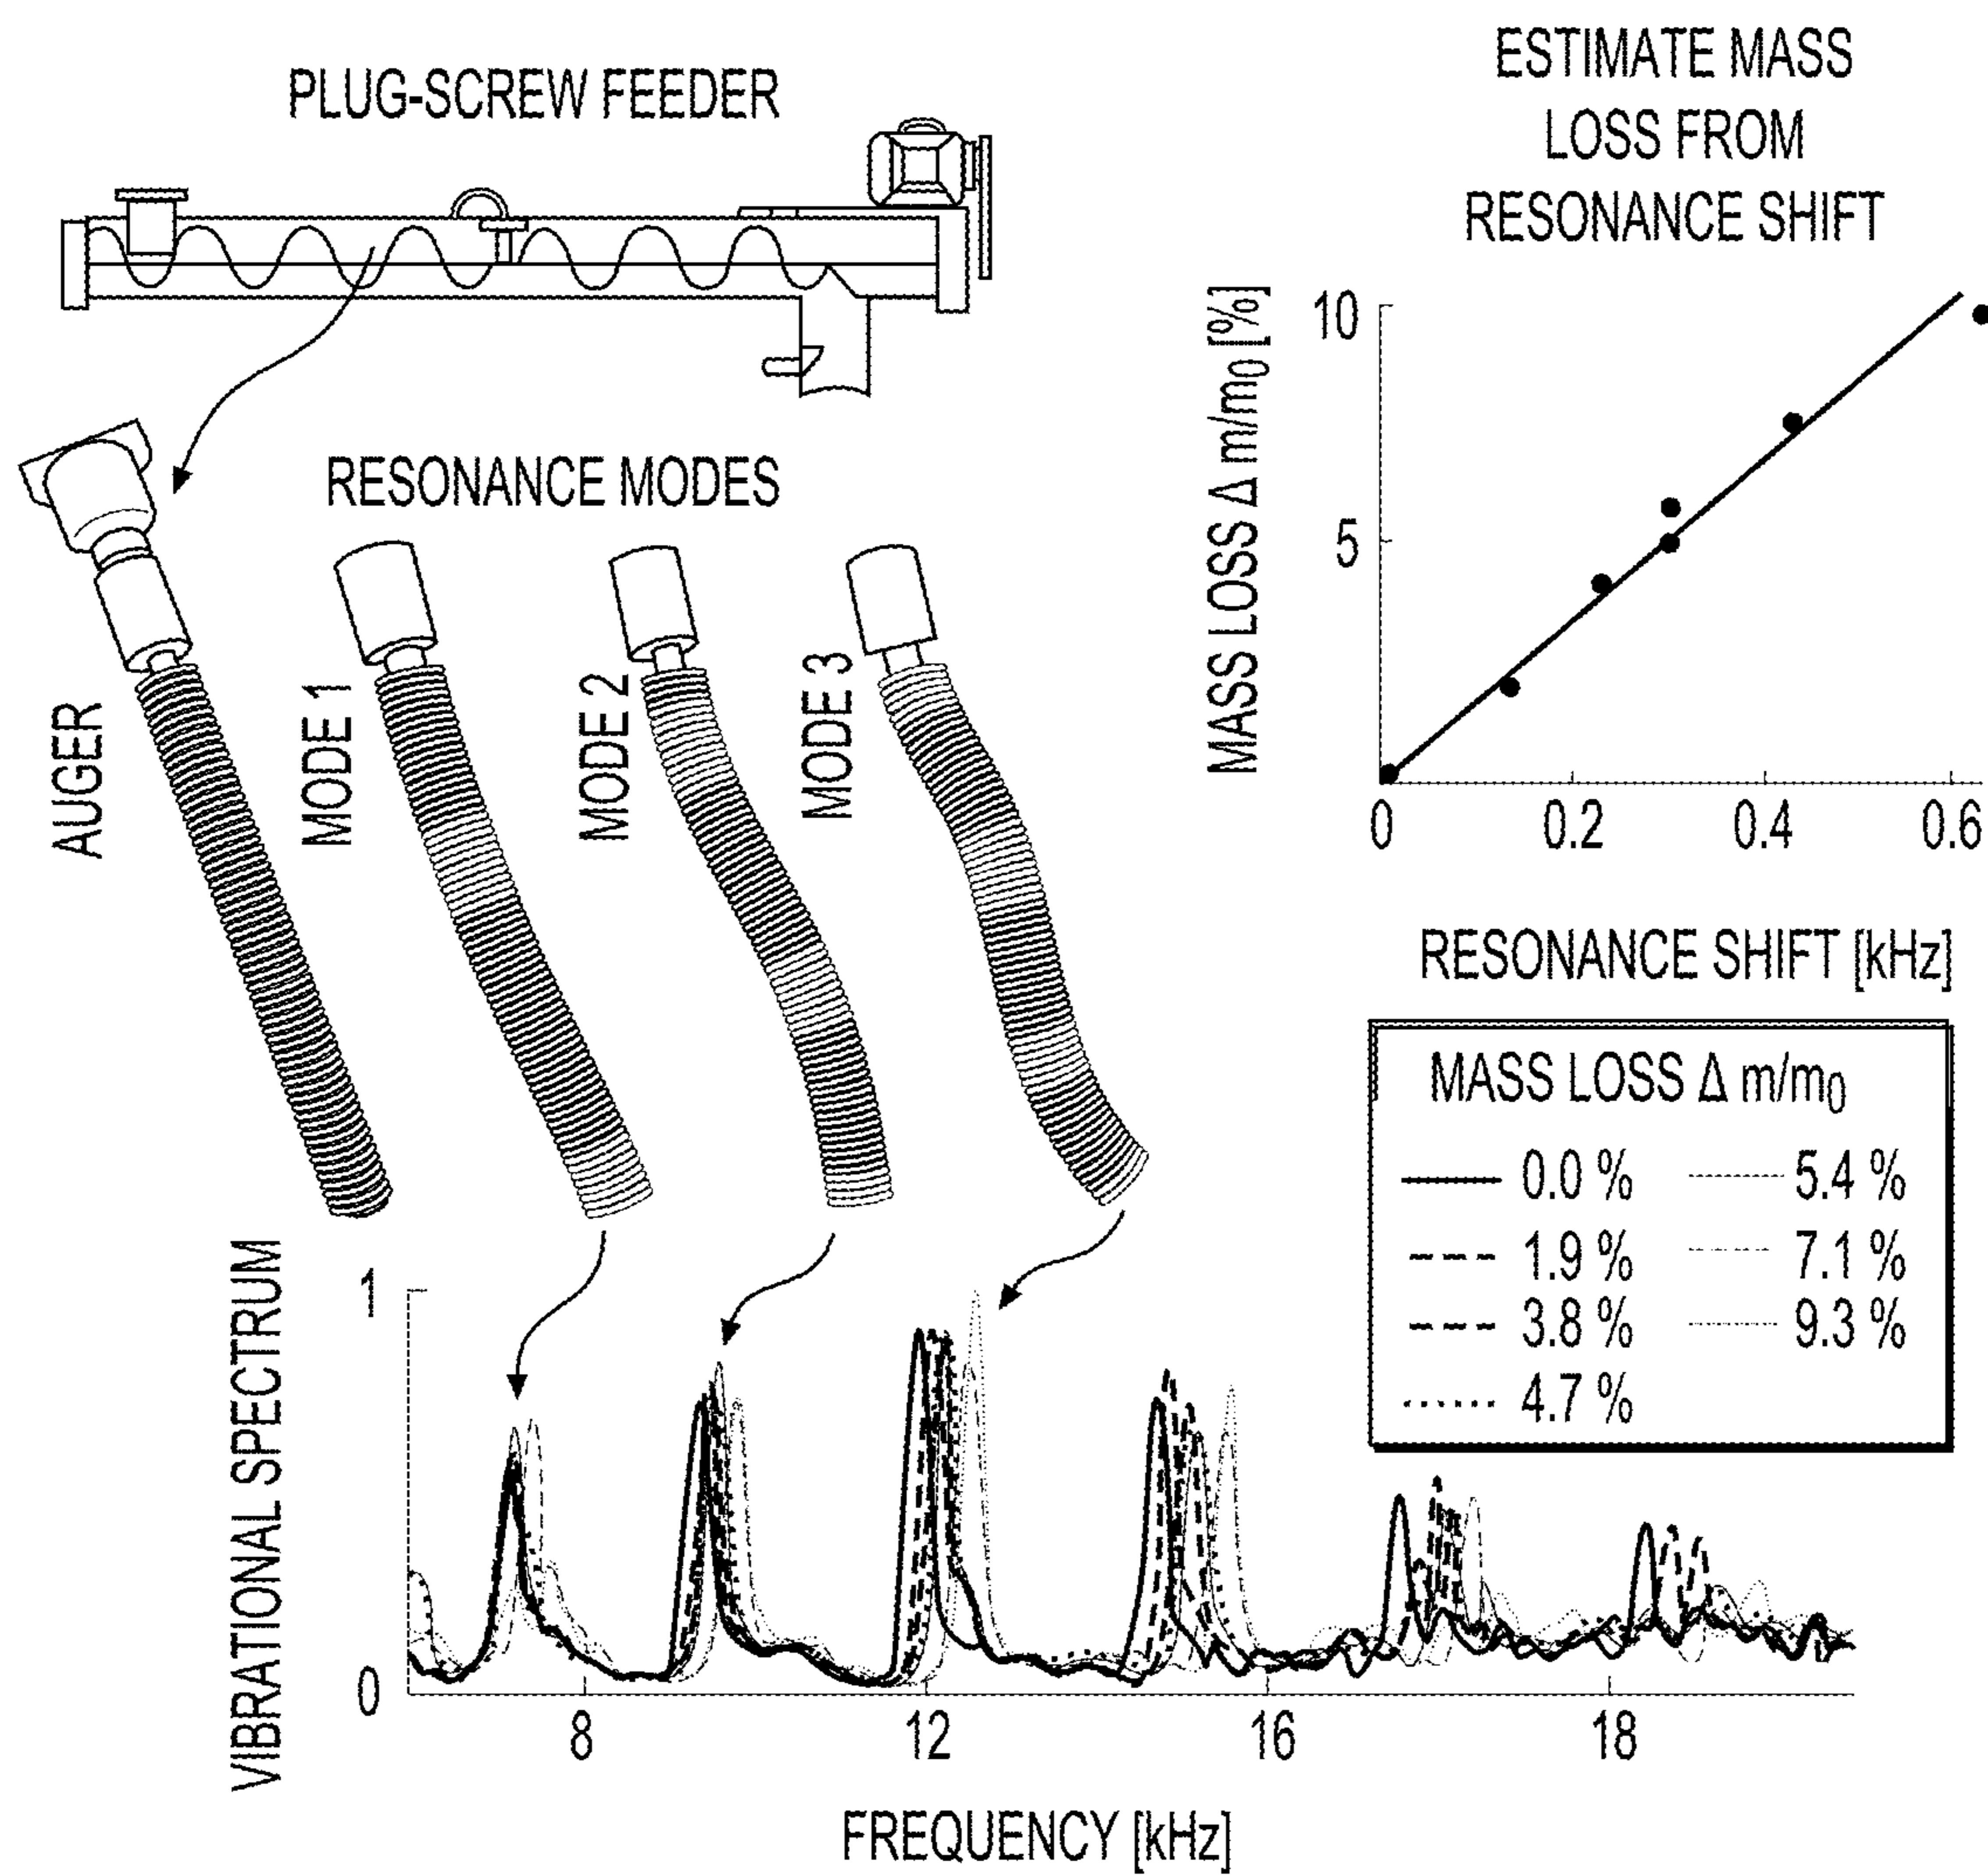 PLUG-SCREW FEEDER
ESTIMATE MASS
LOSS FROM
RESONANCE SHIFT
MASS LOSS Δ m/m₀ [%]
10
5
0
0.2
0.4
0.6
RESONANCE SHIFT [kHz]
RESONANCE MODES
AUGER
MODE 1
MODE 2
MODE 3
MASS LOSS Δ m/m₀
0.0 %
5.4 %
1.9 %
7.1 %
3.8 %
9.3 %
4.7 %
VIBRATIONAL SPECTRUM
1
0
8
12
16
18
FREQUENCY [kHz]